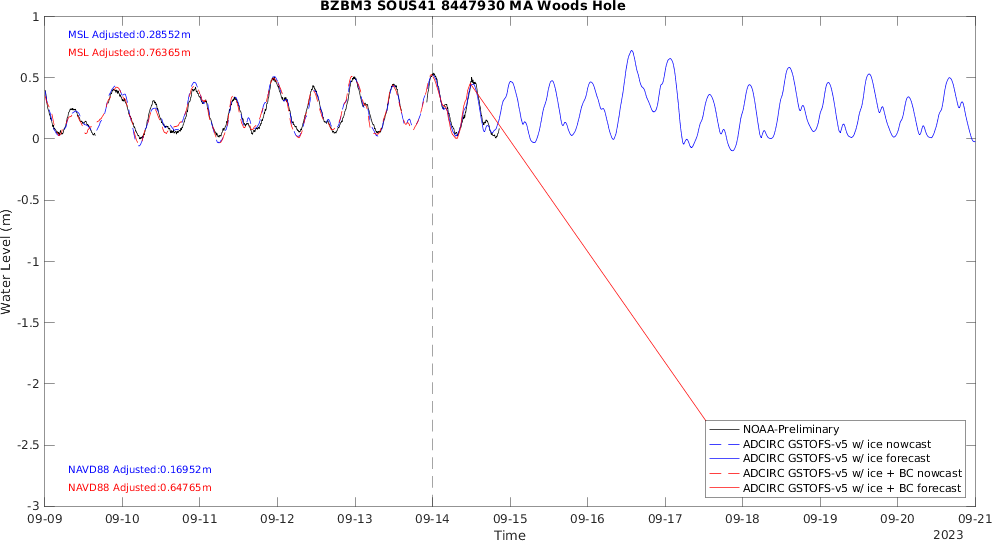 BZBM3 SOUS41 8447930 MA Woods Hole
MSL Adjusted:0.28552m
MSL Adjusted:0.76365m
1
0.5
0
-0.5
-1
-1.5
-2
-2.5
-3
Water Level (m)
NAVD88 Adjusted:0.16952m
NAVD88 Adjusted:0.64765m
NOAA-Preliminary
ADCIRC GSTOFS-v5 w/ ice nowcast
ADCIRC GSTOFS-v5 w/ ice forecast
ADCIRC GSTOFS-v5 w/ ice + BC nowcast
ADCIRC GSTOFS-v5 w/ ice + BC forecast
09-09 09-10 09-11 09-12 09-13 09-14 09-15 09-16 09-17 09-18 09-19 09-20 09-21
Time
2023